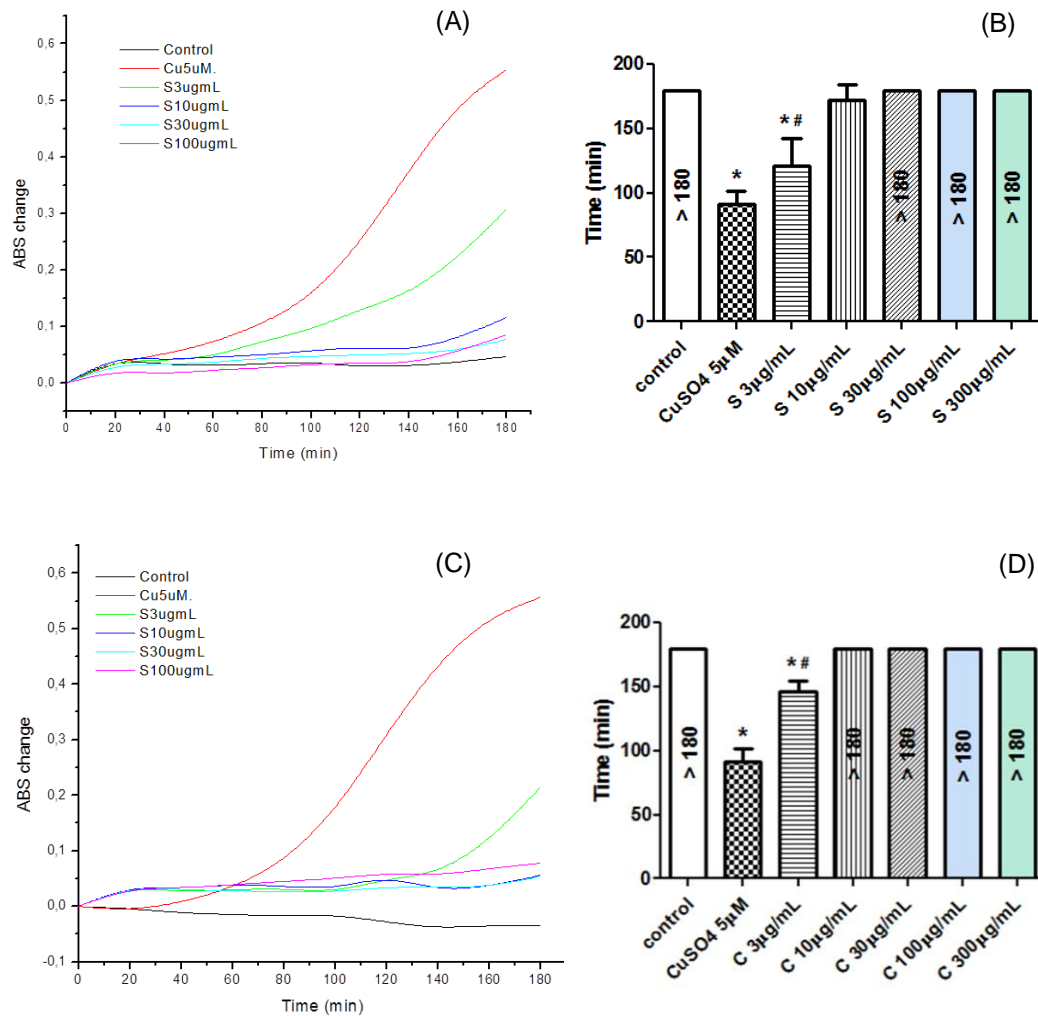 (A)
0,6
0,5
0,4
0,3
0,2
0,1
0,0
ABS change
Control
Cu5uM.
S3ugmL
S10ugmL
S30ugmL
S100ugmL
0 20 40 60 80 100 120 140 160 180
Time (min)
(B)
200
150
100
50
0
Time (min)
> 180
*
* #
> 180
> 180
> 180
control
CuSO4 5µM
S 3µg/mL
S 10µg/mL
S 30µg/mL
S 100µg/mL
S 300µg/mL
(C)
0,6
0,5
0,4
0,3
0,2
0,1
0,0
-0,1
ABS change
Control
Cu5uM.
S3ugmL
S10ugmL
S30ugmL
S100ugmL
0 20 40 60 80 100 120 140 160 180
Time (min)
(D)
200
150
100
50
0
Time (min)
> 180
*
* #
> 180
> 180
> 180
> 180
control
CuSO4 5µM
C 3µg/mL
C 10µg/mL
C 30µg/mL
C 100µg/mL
C 300µg/mL